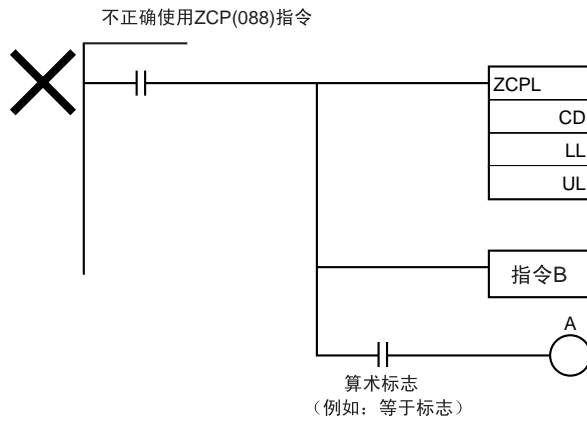 不正确使用ZCP(088)指令
ZCPL
CD
LL
UL
指令B
A
算术标志
（例如：等于标志）